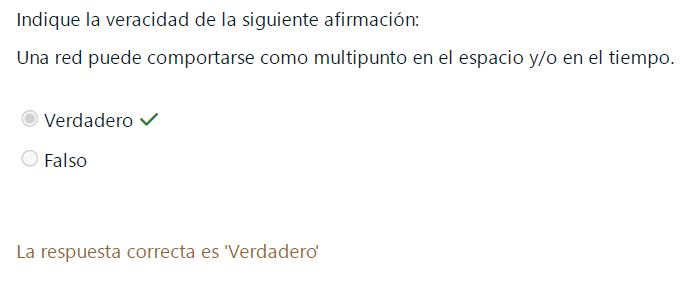 Indique la veracidad de la siguiente afirmación:
Una red puede comportarse como multipunto en el espacio y/o en el tiempo.
Verdadero
Falso
La respuesta correcta es 'Verdadero'